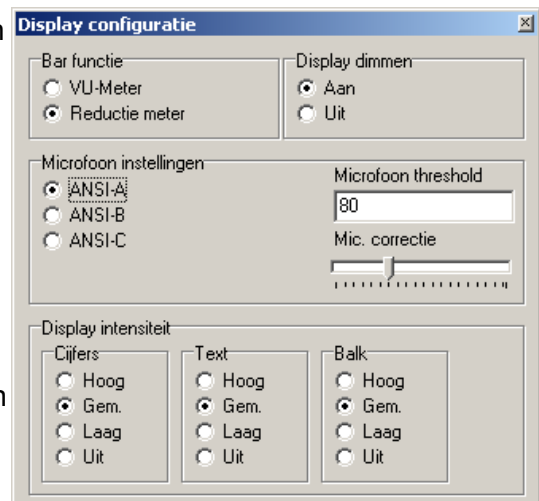 Display configuratie
Bar functie
VU-Meter
Reductie meter
Display dimmen
Aan
Uit
Microfoon instellingen
ANSI-A
ANSI-B
ANSI-C
Microfoon threshold
80
Mic. correctie
Display intensiteit
Cijfers
Hoog
Gem.
Laag
Uit
Text
Hoog
Gem.
Laag
Uit
Balk
Hoog
Gem.
Laag
Uit